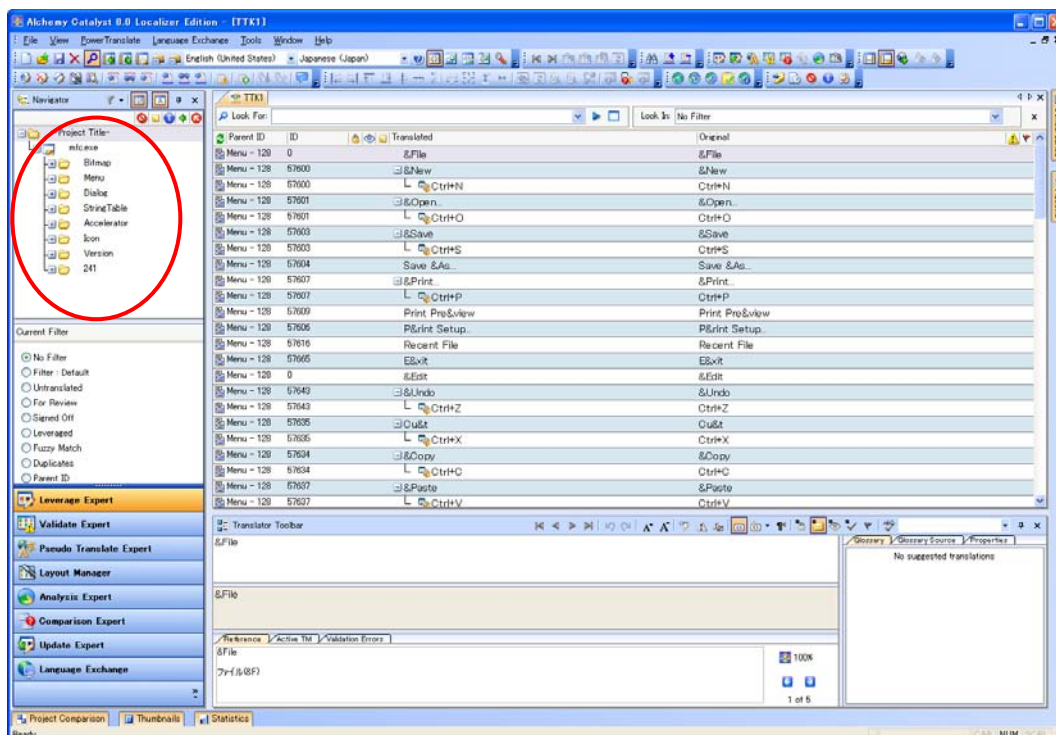 Alchemy Catalyst 8.0 Localizer Edition - [TTK1]
File View PowerTranslate Language Exchange Tools Window Help
English (United States) Japanese (Japan)
Navigator
TTK1
Look For: Look In: No Filter
Project Title-
mfc.exe
Bitmap
Menu
Dialog
StringTable
Accelerator
Icon
Version
241
Parent ID ID Translated Original
Menu - 128 0 &File &File
Menu - 128 57600 &New &New
Menu - 128 57600 Ctrl+N Ctrl+N
Menu - 128 57601 &Open... &Open...
Menu - 128 57601 Ctrl+O Ctrl+O
Menu - 128 57603 &Save &Save
Menu - 128 57603 Ctrl+S Ctrl+S
Menu - 128 57604 Save &As... Save &As...
Menu - 128 57607 &Print... &Print...
Menu - 128 57607 Ctrl+P Ctrl+P
Menu - 128 57609 Print Pre&view Print Pre&view
Menu - 128 57606 P&rint Setup... P&rint Setup...
Menu - 128 57616 Recent File Recent File
Menu - 128 57665 E&xit E&xit
Menu - 128 0 &Edit &Edit
Menu - 128 57643 &Undo &Undo
Menu - 128 57643 Ctrl+Z Ctrl+Z
Menu - 128 57635 Cu&t Cu&t
Menu - 128 57635 Ctrl+X Ctrl+X
Menu - 128 57634 &Copy &Copy
Menu - 128 57634 Ctrl+C Ctrl+C
Menu - 128 57637 &Paste &Paste
Menu - 128 57637 Ctrl+V Ctrl+V
Current Filter
No Filter
Filter : Default
Untranslated
For Review
Signed Off
Leveraged
Fuzzy Match
Duplicates
Parent ID
Leverage Expert
Validate Expert
Pseudo Translate Expert
Layout Manager
Analysis Expert
Comparison Expert
Update Expert
Language Exchange
Translator Toolbar
&File
&File
Reference Active TM Validation Errors
&File
ファイル(&F)
100%
1 of 5
Glossary Glossary Source Properties
No suggested translations
Project Comparison Thumbnails Statistics
Ready
CAP NUM SCRL